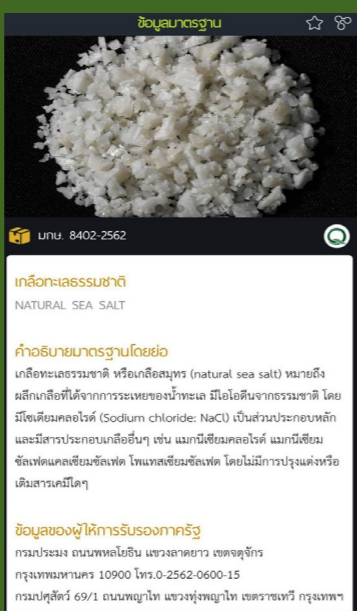 ข้อมูลมาตรฐาน
มกษ. 8402-2562
Q
เกลือทะเลธรรมชาติ
NATURAL SEA SALT
คำอธิบายมาตรฐานโดยย่อ
เกลือทะเลธรรมชาติ หรือเกลือสมุทร (natural sea salt) หมายถึง
ผลึกเกลือที่ได้จากการระเหยของน้ำทะเล มีไอโอดีนจากธรรมชาติ โดย
มีโซเดียมคลอไรด์ (Sodium chloride: NaCl) เป็นส่วนประกอบหลัก
และมีสารประกอบเกลืออื่นๆ เช่น แมกนีเซียมคลอไรด์ แมกนีเซียม
ซัลเฟตแคลเซียมซัลเฟต โพแทสเซียมซัลเฟต โดยไม่มีการปรุงแต่งหรือ
เติมสารเคมีใดๆ
ข้อมูลของผู้ให้การรับรองภาครัฐ
กรมประมง ถนนพหลโยธิน แขวงลาดยาว เขตจตุจักร
กรุงเทพมหานคร 10900 โทร.0-2562-0600-15
กรมปศุสัตว์ 69/1 ถนนพญาไท แขวงทุ่งพญาไท เขตราชเทวี กรุงเทพฯ